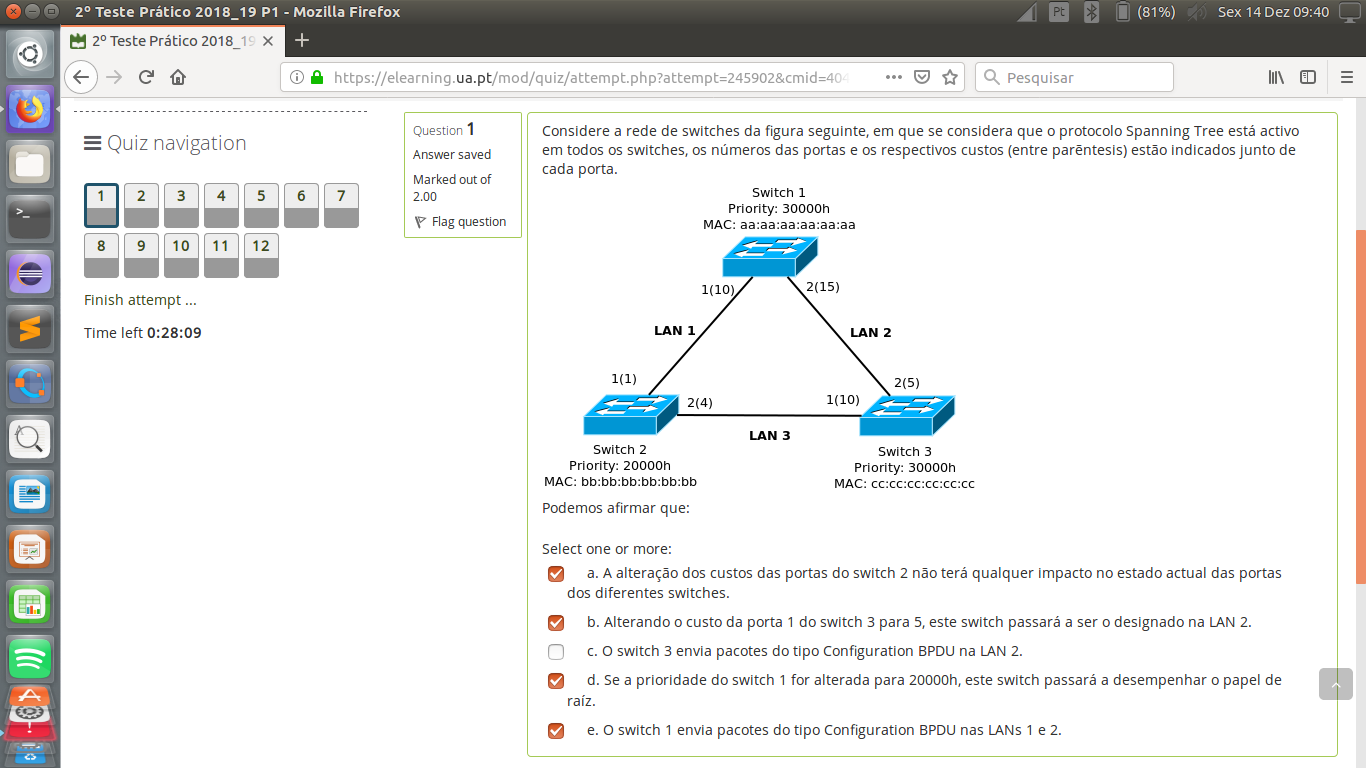 2º Teste Prático 2018_19 P1 - Mozilla Firefox
Pt
(81%)
Sex 14 Dez 09:40
2º Teste Prático 2018_19
https://elearning.ua.pt/mod/quiz/attempt.php?attempt=245902&cmid=404
Pesquisar
Quiz navigation
1 2 3 4 5 6 7
8 9 10 11 12
Finish attempt ...
Time left 0:28:09
Question 1
Answer saved
Marked out of
2.00
Flag question
Considere a rede de switches da figura seguinte, em que se considera que o protocolo Spanning Tree está activo
em todos os switches, os números das portas e os respectivos custos (entre parêntesis) estão indicados junto de
cada porta.
Switch 1
Priority: 30000h
MAC: aa:aa:aa:aa:aa:aa
1(10)
2(15)
LAN 1
LAN 2
1(1)
2(5)
2(4)
1(10)
LAN 3
Switch 2
Priority: 20000h
MAC: bb:bb:bb:bb:bb:bb
Switch 3
Priority: 30000h
MAC: cc:cc:cc:cc:cc:cc
Podemos afirmar que:
Select one or more:
a. A alteração dos custos das portas do switch 2 não terá qualquer impacto no estado actual das portas
dos diferentes switches.
b. Alterando o custo da porta 1 do switch 3 para 5, este switch passará a ser o designado na LAN 2.
c. O switch 3 envia pacotes do tipo Configuration BPDU na LAN 2.
d. Se a prioridade do switch 1 for alterada para 20000h, este switch passará a desempenhar o papel de
raíz.
e. O switch 1 envia pacotes do tipo Configuration BPDU nas LANs 1 e 2.